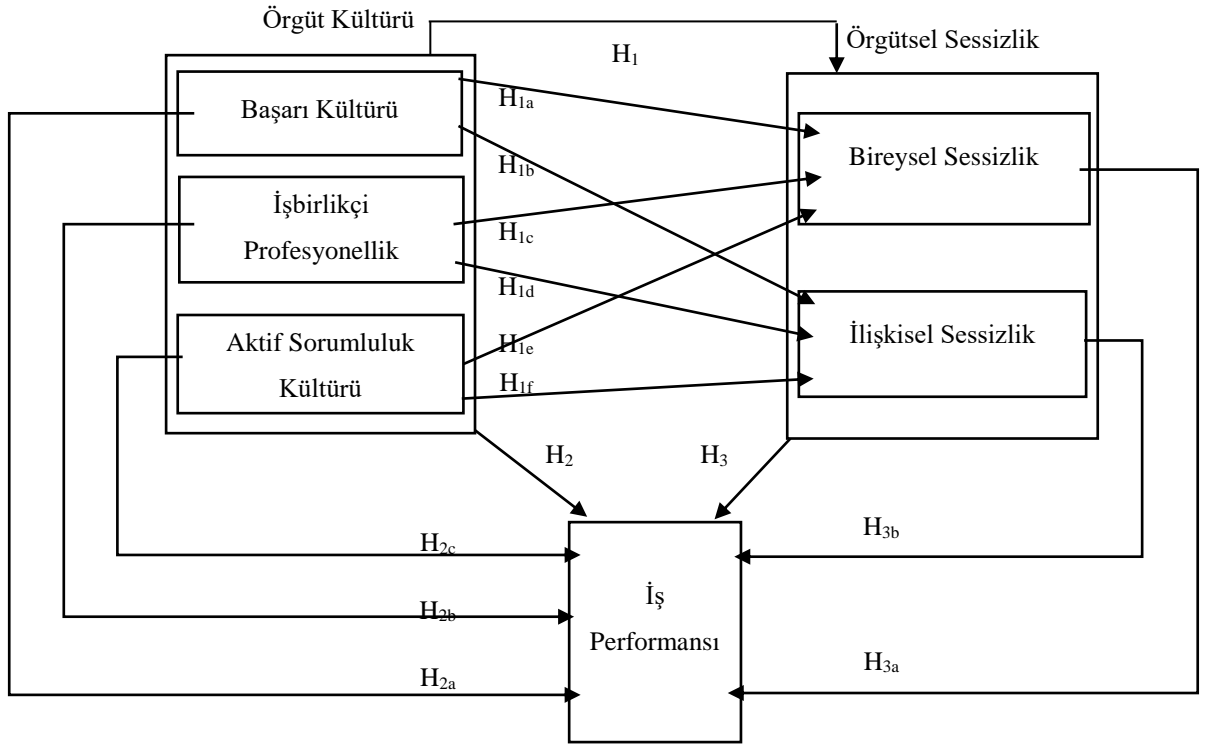 Örgüt Kültürü
H1
Örgütsel Sessizlik
Başarı Kültürü
H1a
Bireysel Sessizlik
H1b
İşbirlikçi
Profesyonellik
H1c
H1d
İlişkisel Sessizlik
Aktif Sorumluluk
Kültürü
H1e
H1f
H2
H3
H2c
H3b
İş
Performansı
H2b
H2a
H3a